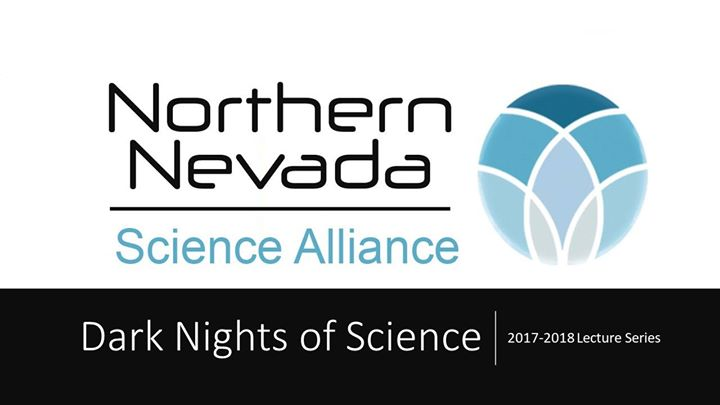 Northern
Nevada
Science Alliance
Dark Nights of Science
2017-2018 Lecture Series